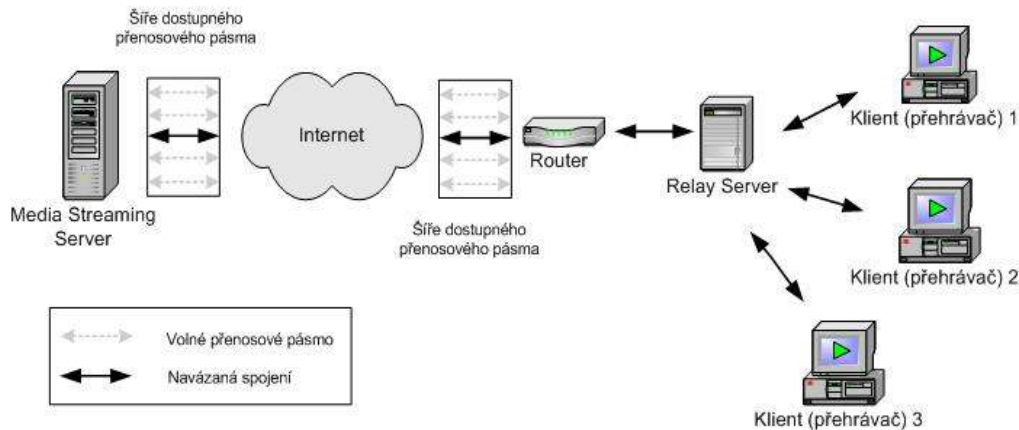 Šíře dostupného
přenosového pásma
Internet
Router
Relay Server
Klient (přehrávač) 1
Media Streaming
Server
Šíře dostupného
přenosového pásma
Klient (přehrávač) 2
Volné přenosové pásmo
Navázaná spojení
Klient (přehrávač) 3